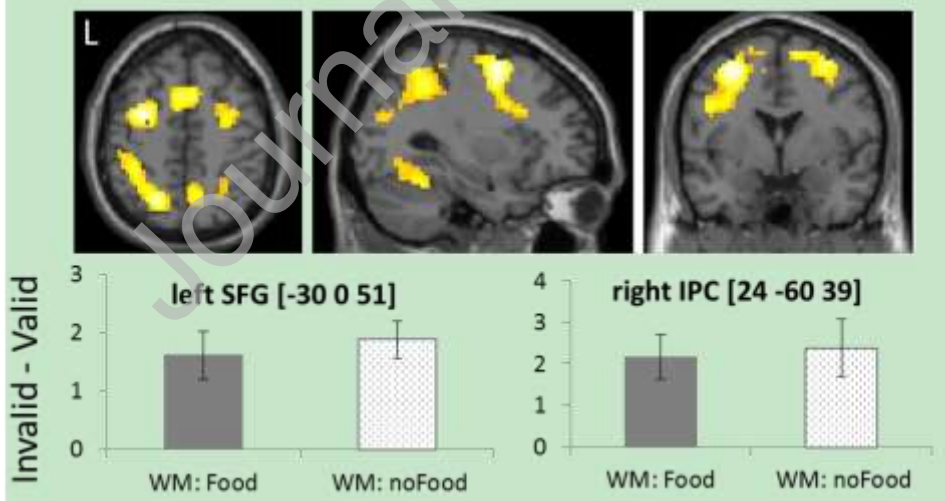 L
Journal
3
2
1
0
Invalid - Valid
left SFG [-30 0 51]
WM: Food
WM: noFood
4
3
2
1
0
right IPC [24 -60 39]
WM: Food
WM: noFood